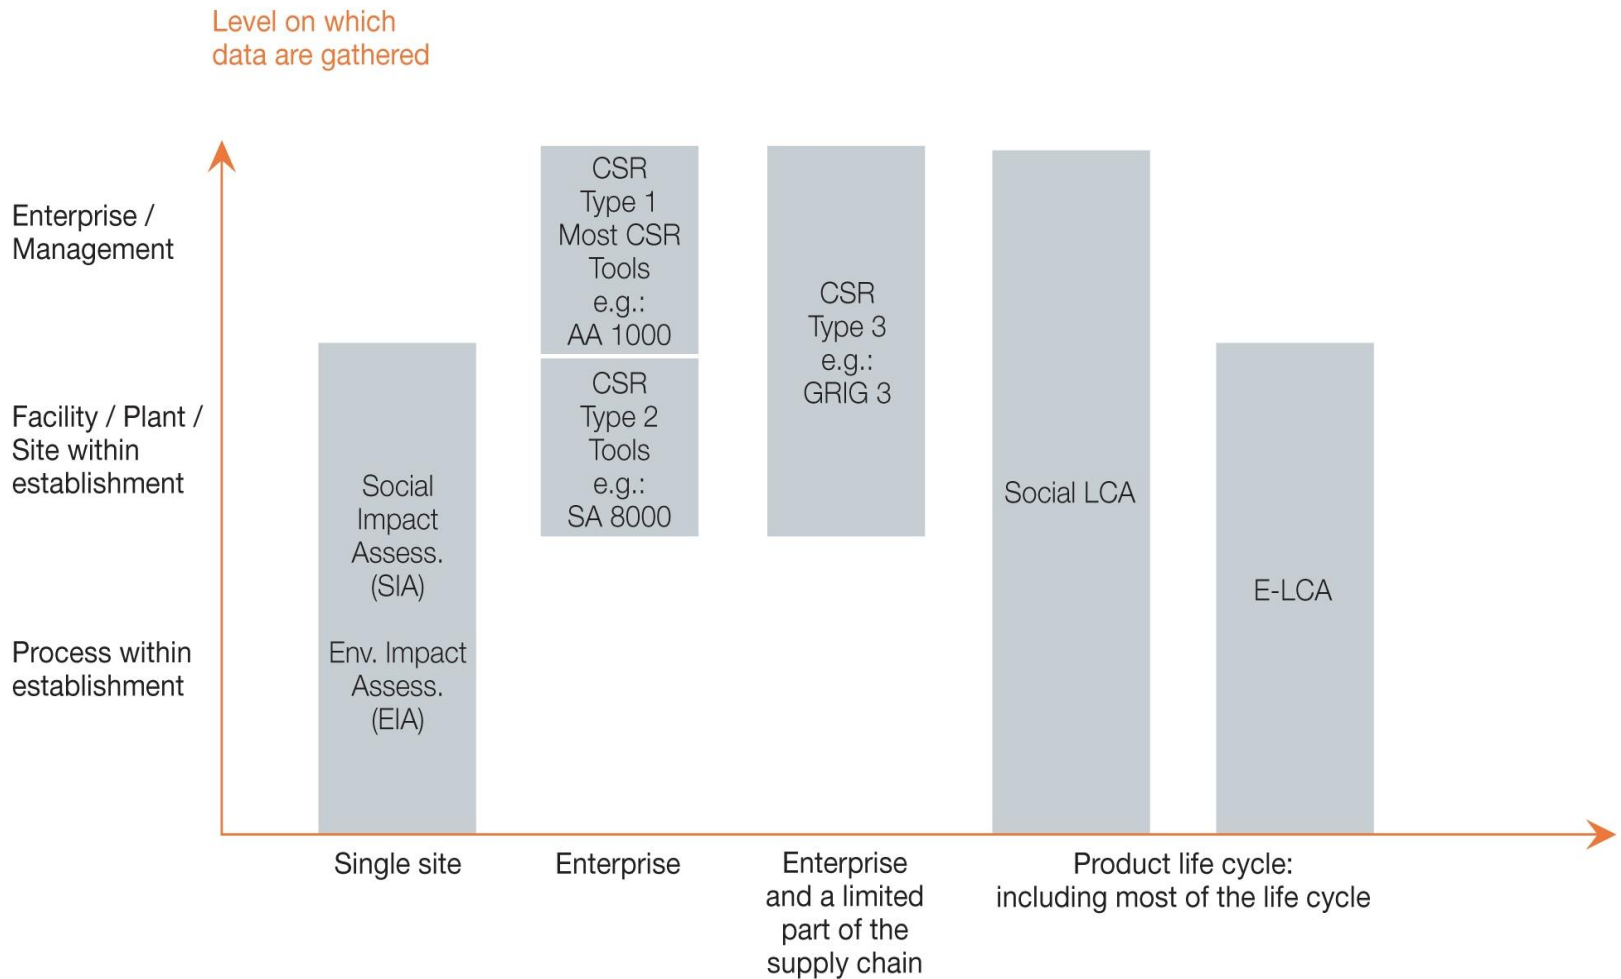 Level on which
data are gathered
Enterprise /
Management
Facility / Plant /
Site within
establishment
Process within
establishment
Social
Impact
Assess.
(SIA)
Env. Impact
Assess.
(EIA)
CSR
Type 1
Most CSR
Tools
e.g.:
AA 1000
CSR
Type 2
Tools
e.g.:
SA 8000
CSR
Type 3
e.g.:
GRIG 3
Social LCA
E-LCA
Single site
Enterprise
Enterprise
and a limited
part of the
supply chain
Product life cycle:
including most of the life cycle